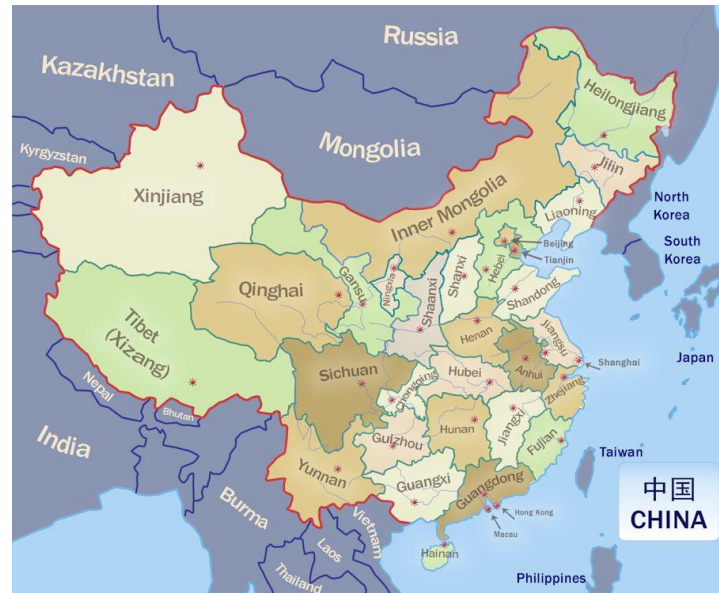 Russia
Kazakhstan
Mongolia
Heilongjiang
Kyrgyzstan
Jilin
Xinjiang
Inner Mongolia
Liaoning
North
Korea
South
Korea
Beijing
Tianjin
Hebei
Gansu
Ningxia
Shanxi
Shaanxi
Qinghai
Shandong
Tibet
(Xizang)
Henan
Jiangsu
Japan
Shanghai
Sichuan
Hubei
Anhui
Chongqing
Zhejiang
Nepal
Bhutan
India
Guizhou
Hunan
Jiangxi
Fujian
Taiwan
Yunnan
Guangxi
Guangdong
Hong Kong
Macau
中国
CHINA
Burma
Vietnam
Laos
Hainan
Thailand
Philippines